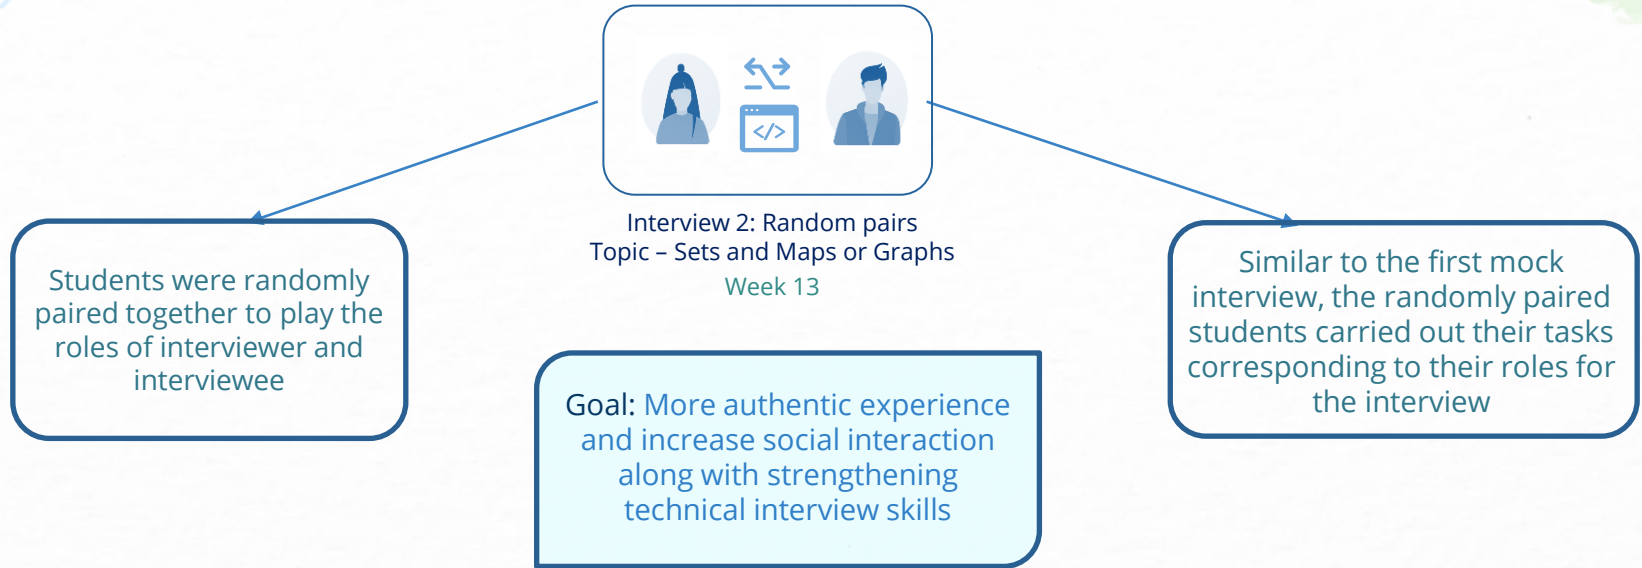 </>
Interview 2: Random pairs
Topic – Sets and Maps or Graphs
Week 13
Students were randomly
paired together to play the
roles of interviewer and
interviewee
Goal: More authentic experience
and increase social interaction
along with strengthening
technical interview skills
Similar to the first mock
interview, the randomly paired
students carried out their tasks
corresponding to their roles for
the interview